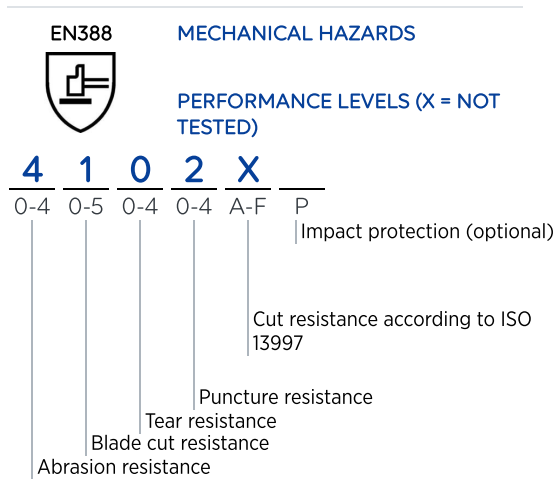 EN388
MECHANICAL HAZARDS
PERFORMANCE LEVELS (X = NOT
TESTED)
4 1 0 2 X
0-4 0-5 0-4 0-4 A-F P
Impact protection (optional)
Cut resistance according to ISO
13997
Puncture resistance
Tear resistance
Blade cut resistance
Abrasion resistance